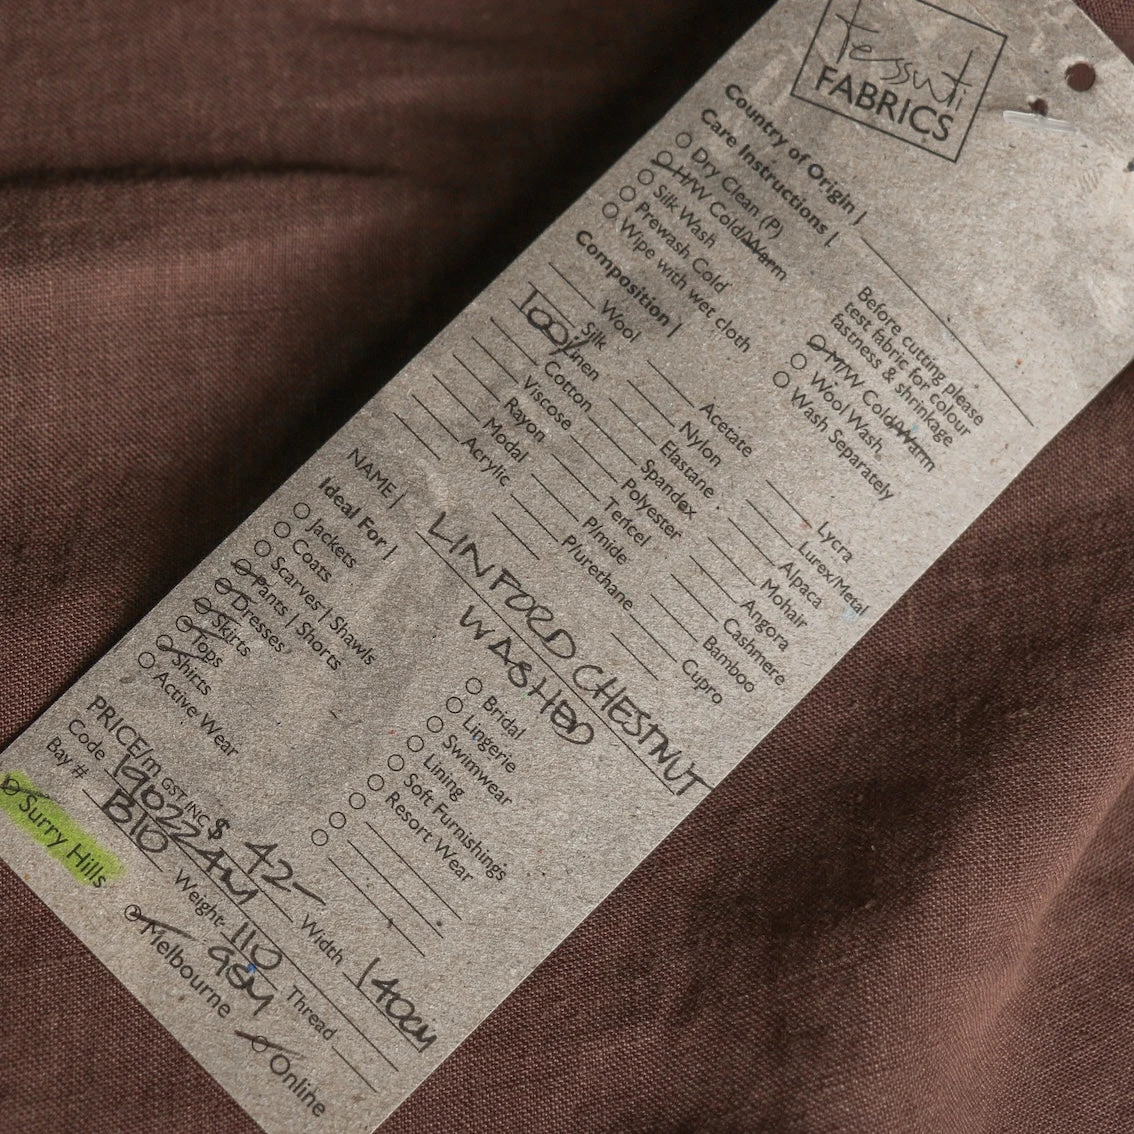 Tessuti
FABRICS
Country of Origin |
Care Instructions |
Dry Clean (P)
H/W Cold/Warm
Silk Wash
Prewash Cold
Wipe with wet cloth
Before cutting please
test fabric for colour
fastness & shrinkage
M/W Cold/Warm
Wool Wash
Wash Separately
Composition |
Wool
Silk
100% Linen
Cotton
Viscose
Rayon
Modal
Acrylic
Acetate
Nylon
Elastane
Spandex
Polyester
Tencel
P/mide
P/urethane
Lycra
Lurex/Metal
Alpaca
Mohair
Angora
Cashmere
Bamboo
Cupro
NAME | LINFORD CHESTNUT
WASHED
Ideal For |
Jackets
Coats
Scarves | Shawls
Pants | Shorts
Dresses
Skirts
Tops
Shirts
Active Wear
Bridal
Lingerie
Swimwear
Lining
Soft Furnishings
Resort Wear
PRICE/m GST INC $ 42- Width 140cm
Code 190224M Weight 110 GSM Thread
Bay # B10
Surry Hills
Melbourne
Online